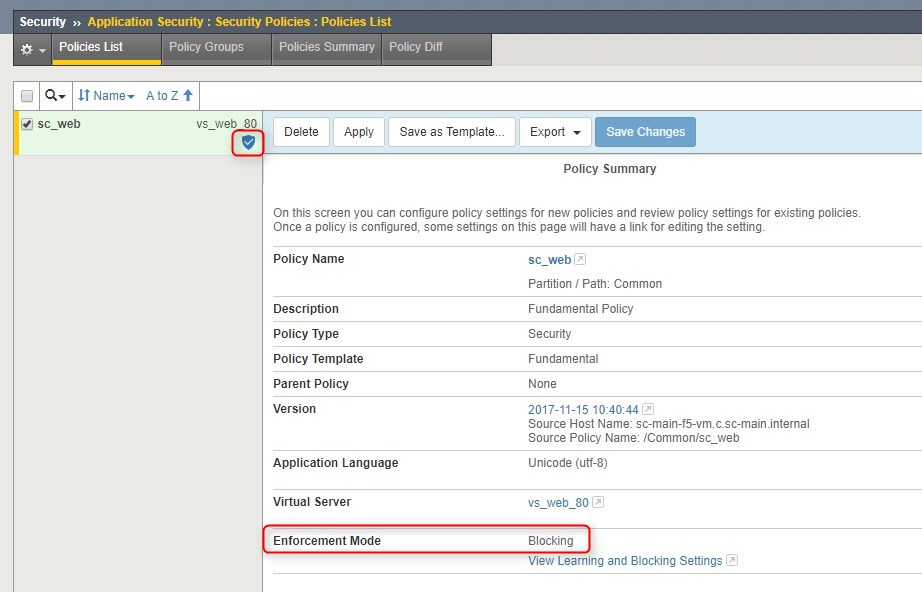 Security ›› Application Security : Security Policies : Policies List
Policies List Policy Groups Policies Summary Policy Diff
Name A to Z
sc_web vs_web_80
Delete Apply Save as Template... Export Save Changes
Policy Summary
On this screen you can configure policy settings for new policies and review policy settings for existing policies.
Once a policy is configured, some settings on this page will have a link for editing the setting.
Policy Name sc_web
Partition / Path: Common
Description Fundamental Policy
Policy Type Security
Policy Template Fundamental
Parent Policy None
Version 2017-11-15 10:40:44
Source Host Name: sc-main-f5-vm.c.sc-main.internal
Source Policy Name: /Common/sc_web
Application Language Unicode (utf-8)
Virtual Server vs_web_80
Enforcement Mode Blocking
View Learning and Blocking Settings